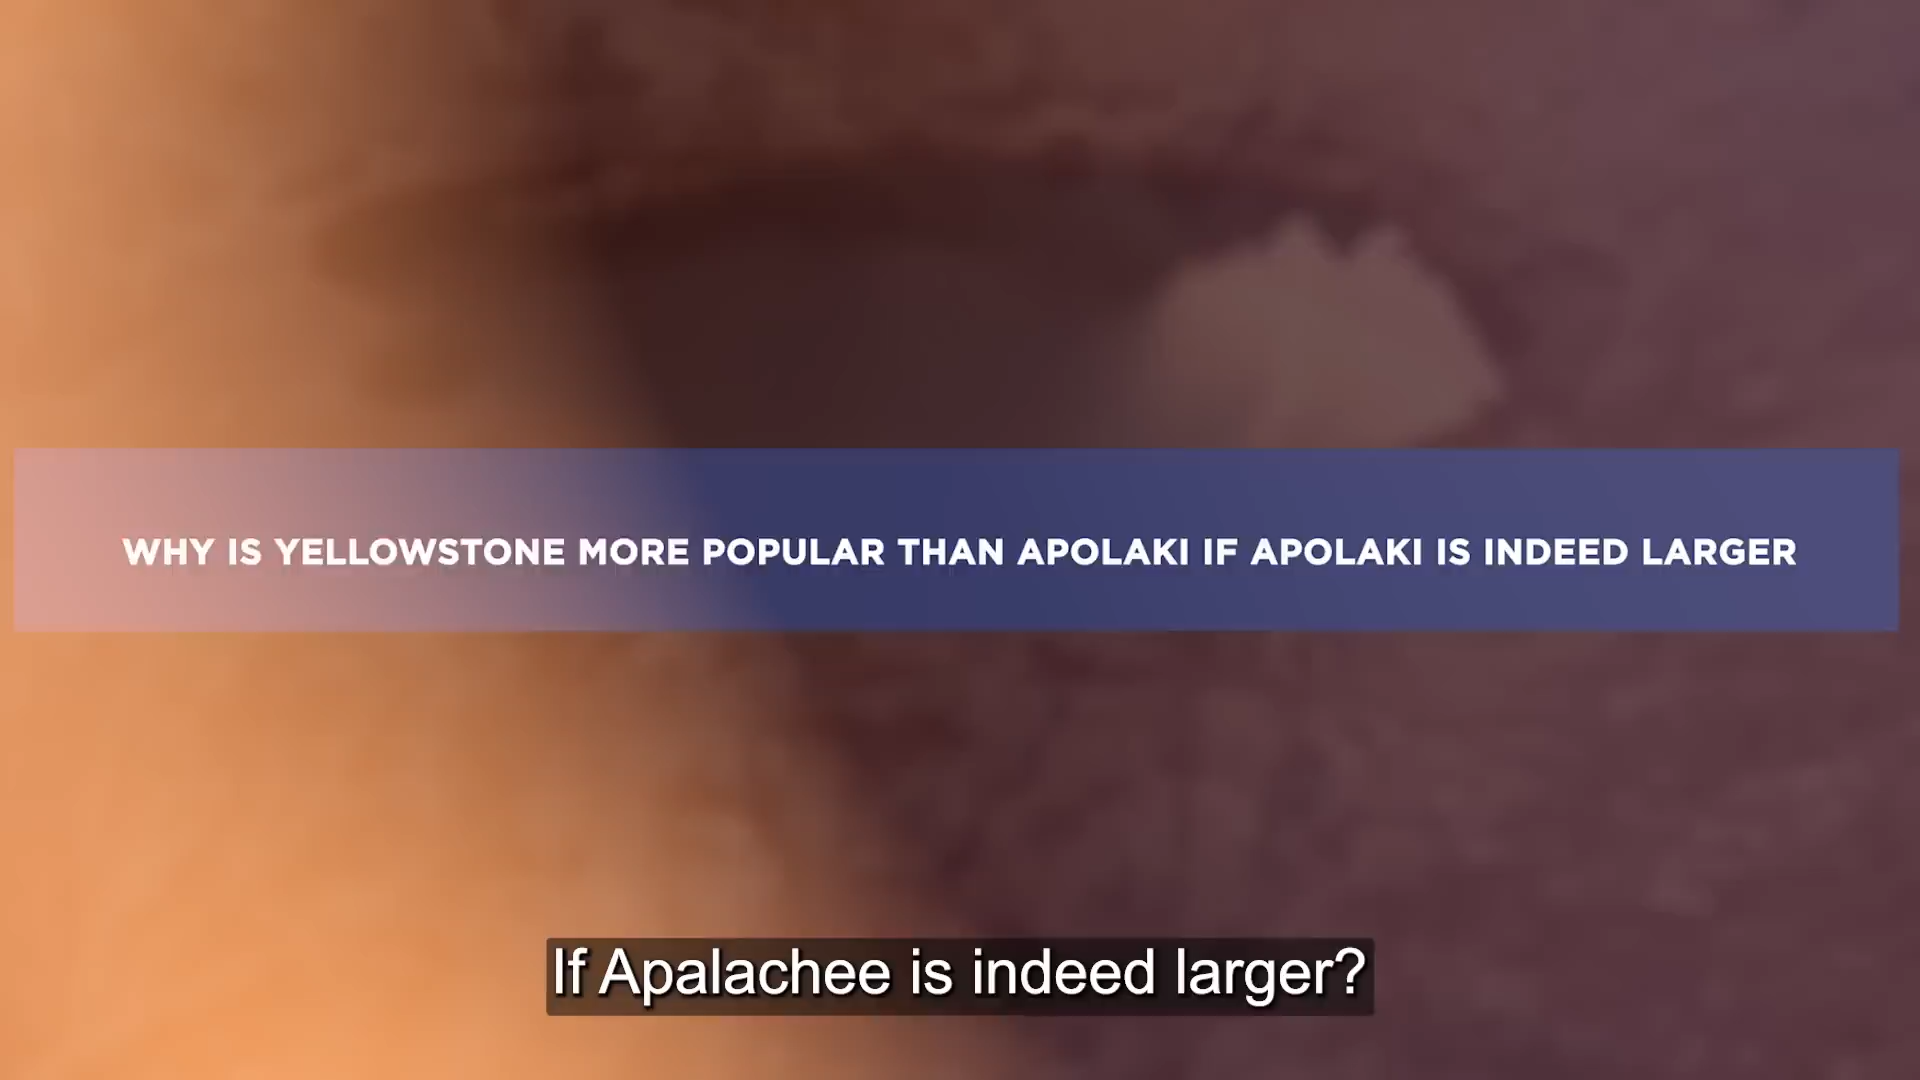 WHY IS YELLOWSTONE MORE POPULAR THAN APOLAKI IF APOLAKI IS INDEED LARGER
If Apalachee is indeed larger?